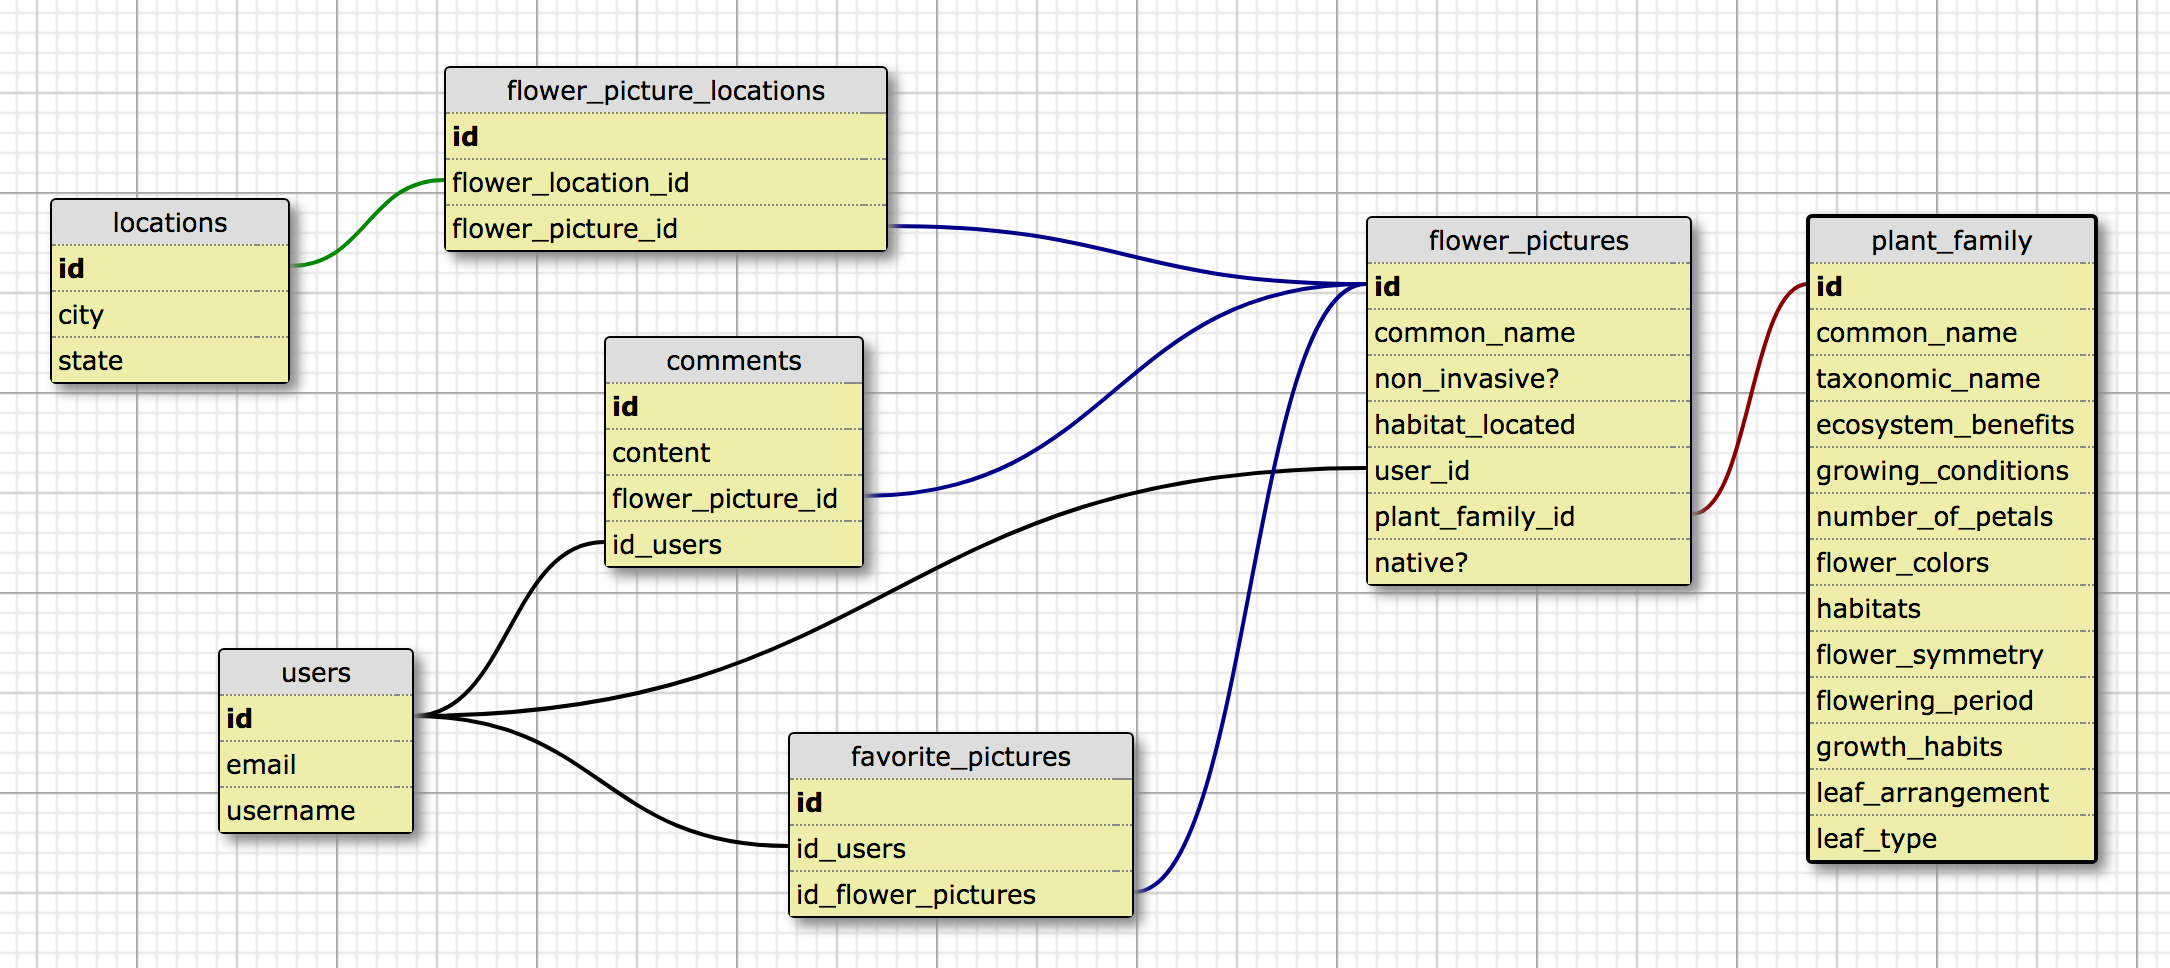 flower_picture_locations
id
flower_location_id
flower_picture_id
locations
id
city
state
comments
id
content
flower_picture_id
id_users
users
id
email
username
favorite_pictures
id
id_users
id_flower_pictures
flower_pictures
id
common_name
non_invasive?
habitat_located
user_id
plant_family_id
native?
plant_family
id
common_name
taxonomic_name
ecosystem_benefits
growing_conditions
number_of_petals
flower_colors
habitats
flower_symmetry
flowering_period
growth_habits
leaf_arrangement
leaf_type